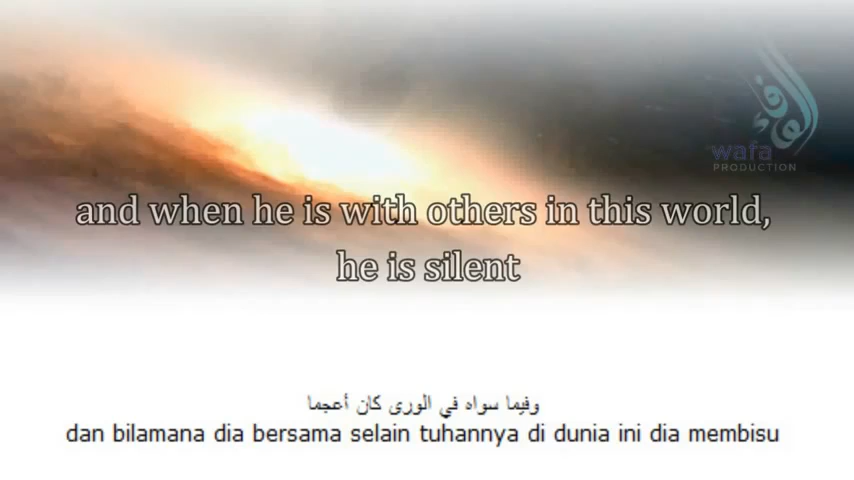 الوفاء
wafa
PRODUCTION
and when he is with others in this world,
he is silent
وفيما سواه في الورى كان أعجما
dan bilamana dia bersama selain tuhannya di dunia ini dia membisu